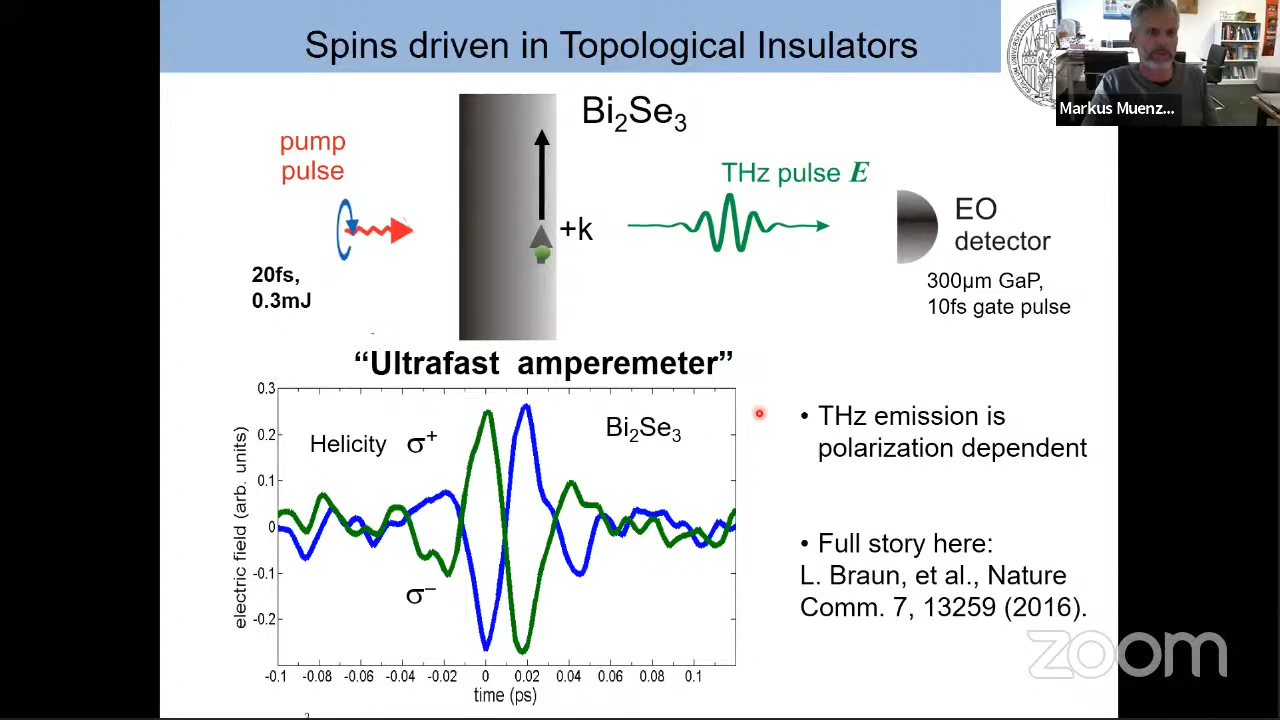 Spins driven in Topological Insulators
Markus Muenz...
Bi2Se3
pump
pulse
THz pulse E
+k
EO
detector
20fs,
0.3mJ
300µm GaP,
10fs gate pulse
“Ultrafast amperemeter”
0.3
0.2
0.1
0
-0.1
-0.2
electric field (arb. units)
Helicity σ+
Bi2Se3
σ−
-0.1 -0.08 -0.06 -0.04 -0.02 0 0.02 0.04 0.06 0.08 0.1
time (ps)
• THz emission is
polarization dependent
• Full story here:
L. Braun, et al., Nature
Comm. 7, 13259 (2016).
zoom